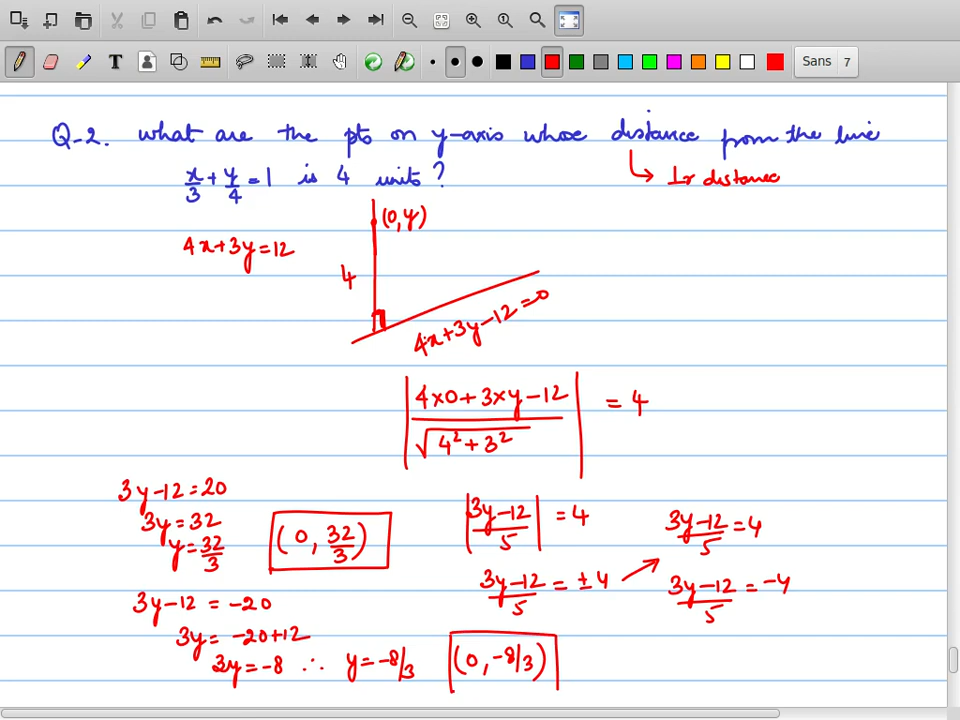 Sans 7
Q-2. what are the pts on y-axis whose distance from the line
x/3 + y/4 = 1 is 4 units?
↳ ⊥r distance
4x+3y=12
(0,y)
4
4x+3y-12=0
|4x0+3xy-12 / √4²+3²| = 4
3y-12=20
3y=32
y=32/3
(0, 32/3)
3y-12 = -20
3y= -20+12
3y=-8 ∴ y=-8/3
(0,-8/3)
|3y-12/5| = 4
3y-12/5 = ±4
3y-12/5 = 4
3y-12/5 = -4